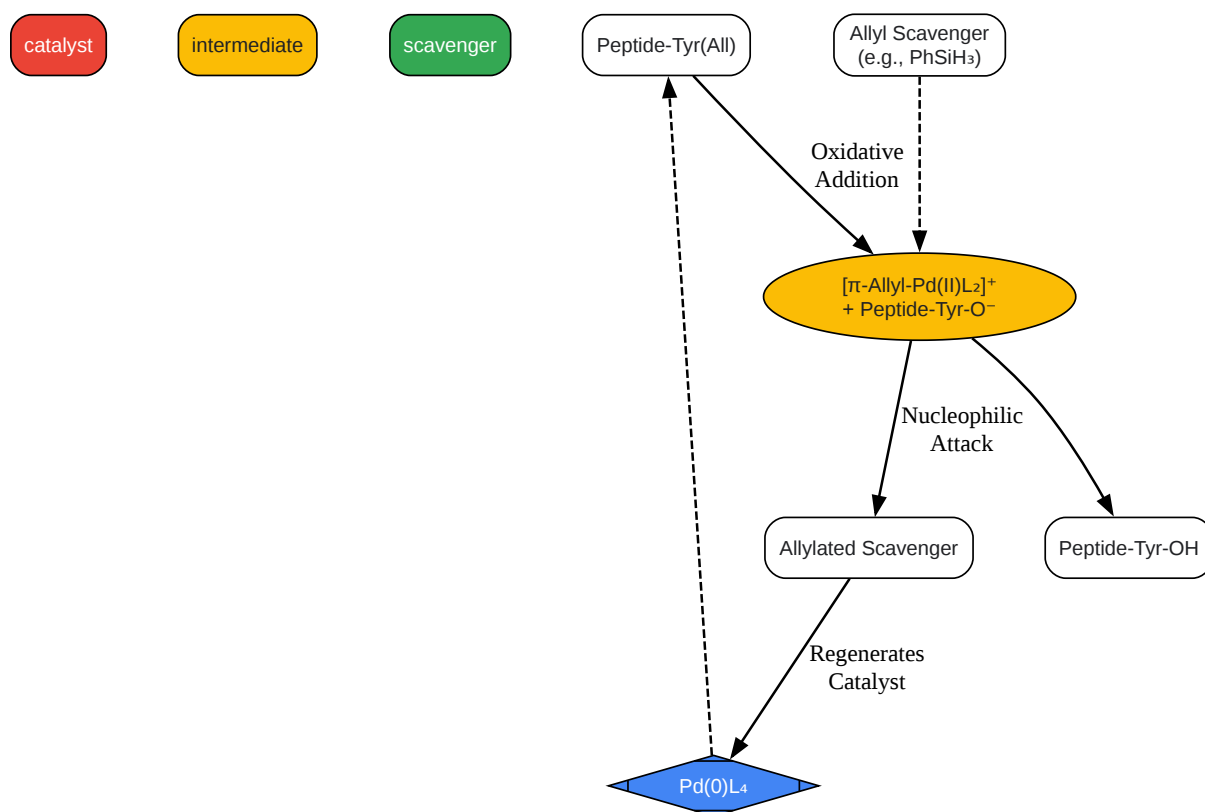 catalyst
intermediate
scavenger
Peptide-Tyr(All)
Allyl Scavenger
(e.g., PhSiH₃)
Oxidative
Addition
[π-Allyl-Pd(II)L₂]⁺
+ Peptide-Tyr-O⁻
Nucleophilic
Attack
Allylated Scavenger
Peptide-Tyr-OH
Regenerates
Catalyst
Pd(0)L₄